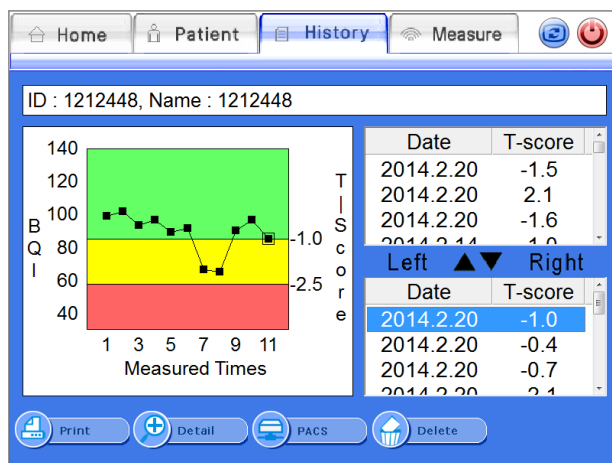 Home Patient History Measure
ID : 1212448, Name : 1212448
140
120
100
80
60
40
BQI
T-Score
-1.0
-2.5
1 3 5 7 9 11
Measured Times
Date T-score
2014.2.20 -1.5
2014.2.20 2.1
2014.2.20 -1.6
Left ▲▼ Right
Date T-score
2014.2.20 -1.0
2014.2.20 -0.4
2014.2.20 -0.7
Print Detail PACS Delete